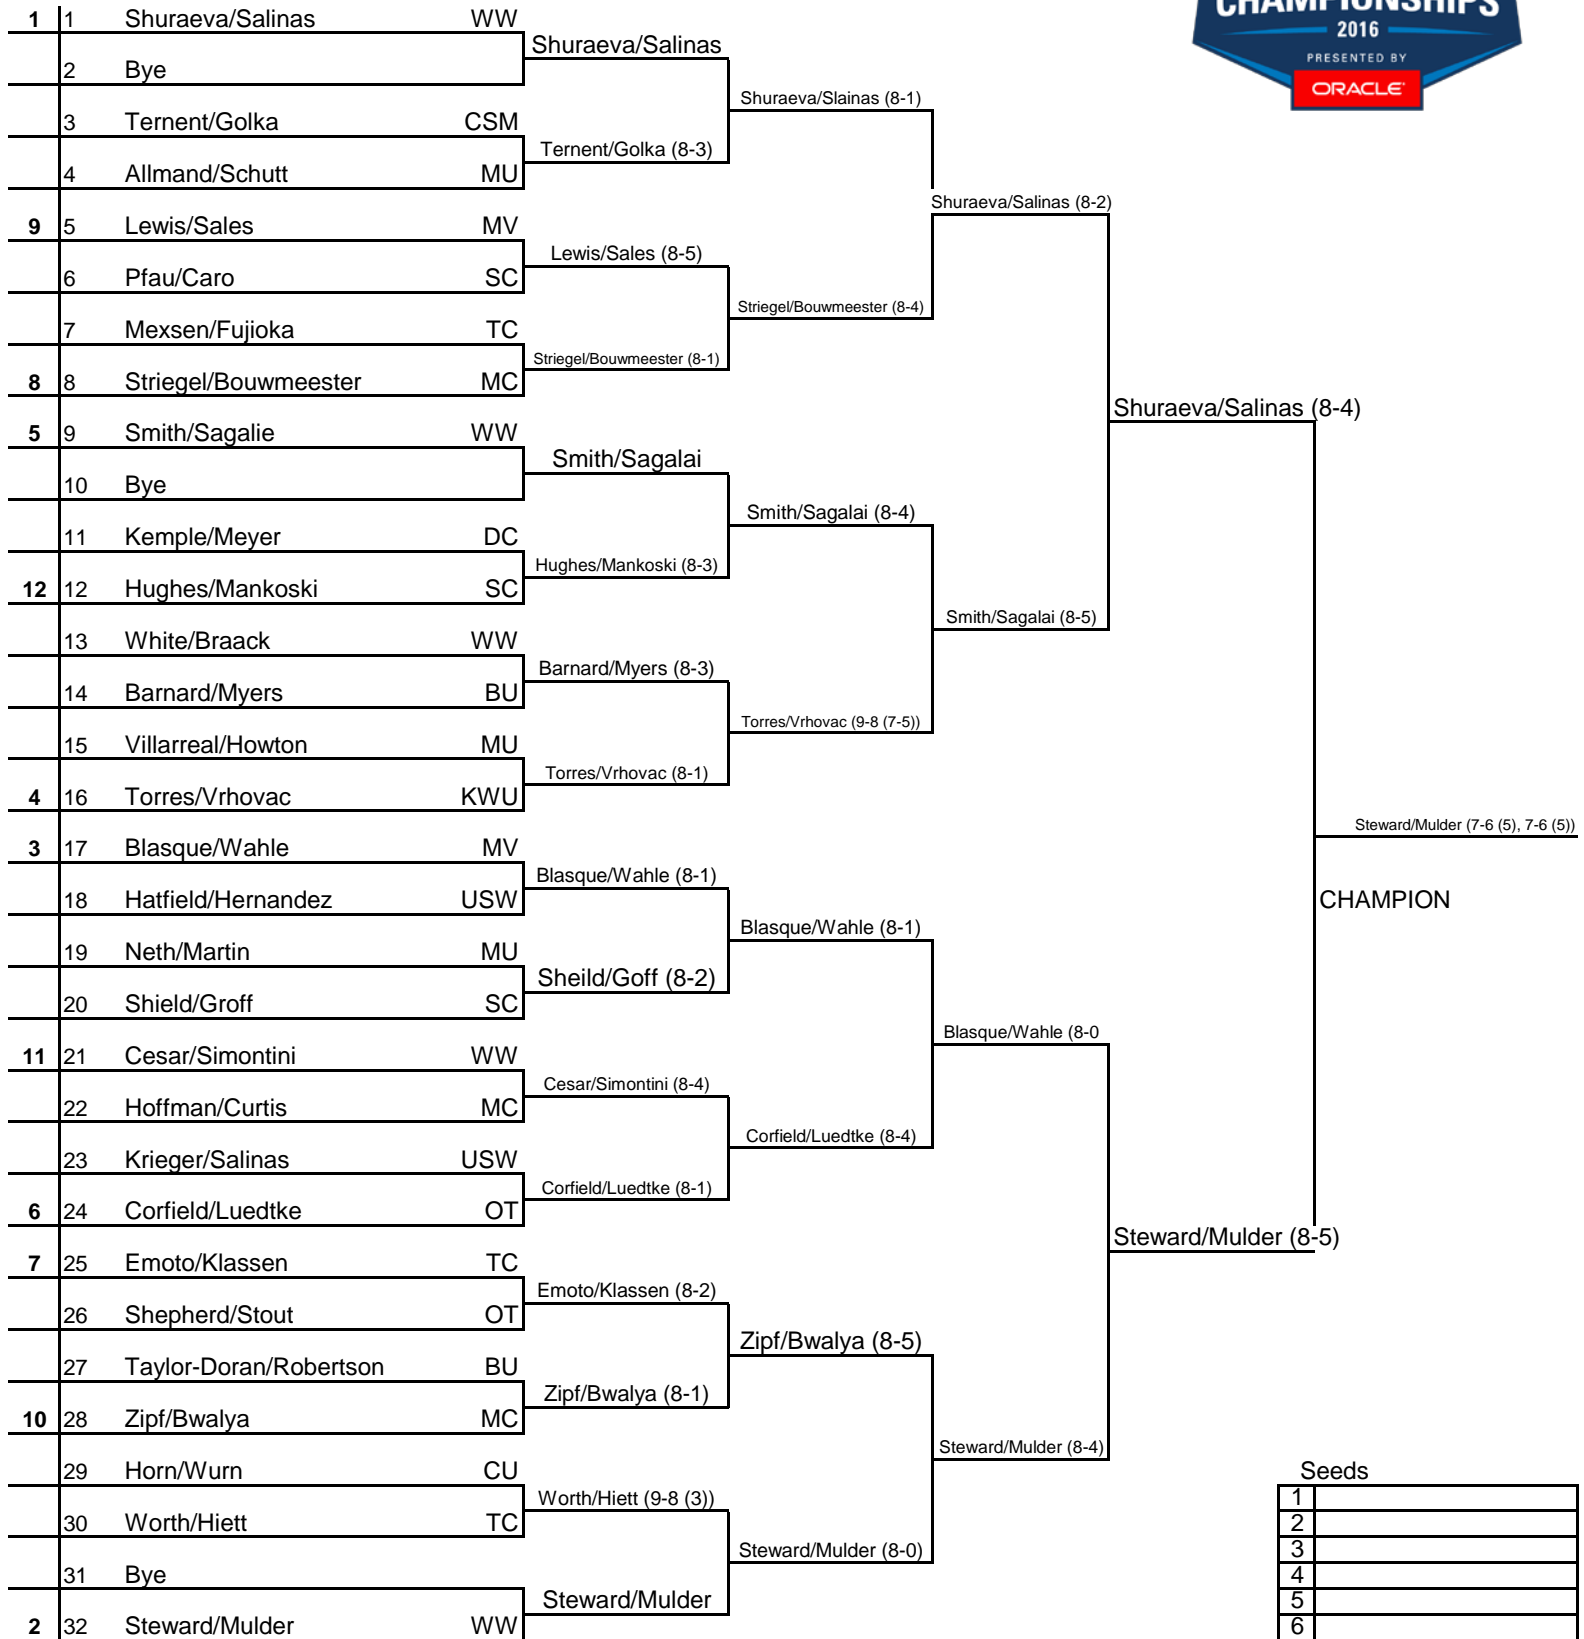 CHAMPIONSHIPS
2016
PRESENTED BY
ORACLE
1 1 Shuraeva/Salinas WW
Shuraeva/Salinas
2 Bye
Shuraeva/Slainas (8-1)
3 Ternent/Golka CSM
Ternent/Golka (8-3)
4 Allmand/Schutt MU
Shuraeva/Salinas (8-2)
9 5 Lewis/Sales MV
Lewis/Sales (8-5)
6 Pfau/Caro SC
Striegel/Bouwmeester (8-4)
7 Mexsen/Fujioka TC
Striegel/Bouwmeester (8-1)
8 8 Striegel/Bouwmeester MC
Shuraeva/Salinas (8-4)
5 9 Smith/Sagalie WW
Smith/Sagalai
10 Bye
Smith/Sagalai (8-4)
11 Kemple/Meyer DC
Hughes/Mankoski (8-3)
12 12 Hughes/Mankoski SC
Smith/Sagalai (8-5)
13 White/Braack WW
Barnard/Myers (8-3)
14 Barnard/Myers BU
Torres/Vrhovac (9-8 (7-5))
15 Villarreal/Howton MU
Torres/Vrhovac (8-1)
4 16 Torres/Vrhovac KWU
Steward/Mulder (7-6 (5), 7-6 (5))
3 17 Blasque/Wahle MV
Blasque/Wahle (8-1)
18 Hatfield/Hernandez USW
CHAMPION
Blasque/Wahle (8-1)
19 Neth/Martin MU
Sheild/Goff (8-2)
20 Shield/Groff SC
Blasque/Wahle (8-0
11 21 Cesar/Simontini WW
Cesar/Simontini (8-4)
22 Hoffman/Curtis MC
Corfield/Luedtke (8-4)
23 Krieger/Salinas USW
Corfield/Luedtke (8-1)
6 24 Corfield/Luedtke OT
Steward/Mulder (8-5)
7 25 Emoto/Klassen TC
Emoto/Klassen (8-2)
26 Shepherd/Stout OT
Zipf/Bwalya (8-5)
27 Taylor-Doran/Robertson BU
Zipf/Bwalya (8-1)
10 28 Zipf/Bwalya MC
Steward/Mulder (8-4)
29 Horn/Wurn CU
Seeds
Worth/Hiett (9-8 (3))
1
30 Worth/Hiett TC
2
Steward/Mulder (8-0)
3
31 Bye
4
Steward/Mulder
5
2 32 Steward/Mulder WW
6